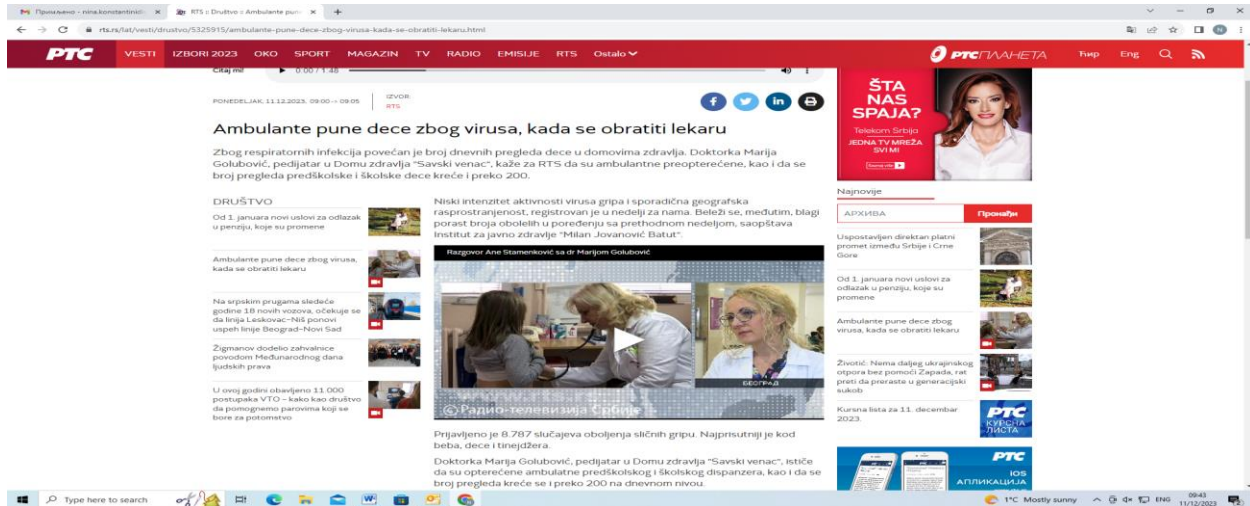 Примљено - nina.konstantinidi-
RTS :: Društvo :: Ambulante pune
rts.rs/lat/vesti/drustvo/5325915/ambulante-pune-dece-zbog-virusa-kada-se-obratiti-lekaru.html
РТС VESTI IZBORI 2023 OKO SPORT MAGAZIN TV RADIO EMISIJE RTS Ostalo РТСПЛАНЕТА Ћир Eng
Čitaj mi! 0:00 / 1:48
PONEDELJAK, 11.12.2023, 09:00 -> 09:05
IZVOR:
RTS
Ambulante pune dece zbog virusa, kada se obratiti lekaru
Zbog respiratornih infekcija povećan je broj dnevnih pregleda dece u domovima zdravlja. Doktorka Marija
Golubović, pedijatar u Domu zdravlja "Savski venac", kaže za RTS da su ambulantne preopterećene, kao i da se
broj pregleda predškolske i školske dece kreće i preko 200.
DRUŠTVO
Od 1. januara novi uslovi za odlazak
u penziju, koje su promene
Ambulante pune dece zbog virusa,
kada se obratiti lekaru
Na srpskim prugama sledeće
godine 18 novih vozova, očekuje se
da linija Leskovac–Niš ponovi
uspeh linije Beograd–Novi Sad
Žigmanov dodelio zahvalnice
povodom Međunarodnog dana
ljudskih prava
U ovoj godini obavljeno 11.000
postupaka VTO – kako kao društvo
da pomognemo parovima koji se
bore za potomstvo
Niski intenzitet aktivnosti virusa gripa i sporadična geografska
rasprostranjenost, registrovan je u nedelji za nama. Beleži se, međutim, blagi
porast broja obolelih u poređenju sa prethodnom nedeljom, saopštava
Institut za javno zdravlje "Milan Jovanović Batut".
Razgovor Ane Stamenković sa dr Marijom Golubović
БЕОГРАД
© Радио-телевизија Србије
Prijavljeno je 8.787 slučajeva oboljenja sličnih gripu. Najprisutniji je kod
beba, dece i tinejdžera.
Doktorka Marija Golubović, pedijatar u Domu zdravlja "Savski venac", ističe
da su opterećene ambulatne predškolskog i školskog dispanzera, kao i da se
broj pregleda kreće se i preko 200 na dnevnom nivou.
ŠTA
NAS
SPAJA?
Telekom Srbija
JEDNA TV MREŽA
SVI MI
Najnovije
АРХИВА Пронађи
Uspostavljen direktan platni
promet između Srbije i Crne
Gore
Od 1. januara novi uslovi za
odlazak u penziju, koje su
promene
Ambulante pune dece zbog
virusa, kada se obratiti lekaru
Životić: Nema daljeg ukrajinskog
otpora bez pomoći Zapada, rat
preti da preraste u generacijski
sukob
Kursna lista za 11. decembar
2023.
РТС
КУРСНА
ЛИСТА
РТС
IOS
АПЛИКАЦИЈА
Type here to search
1°C Mostly sunny ENG 09:43
11/12/2023